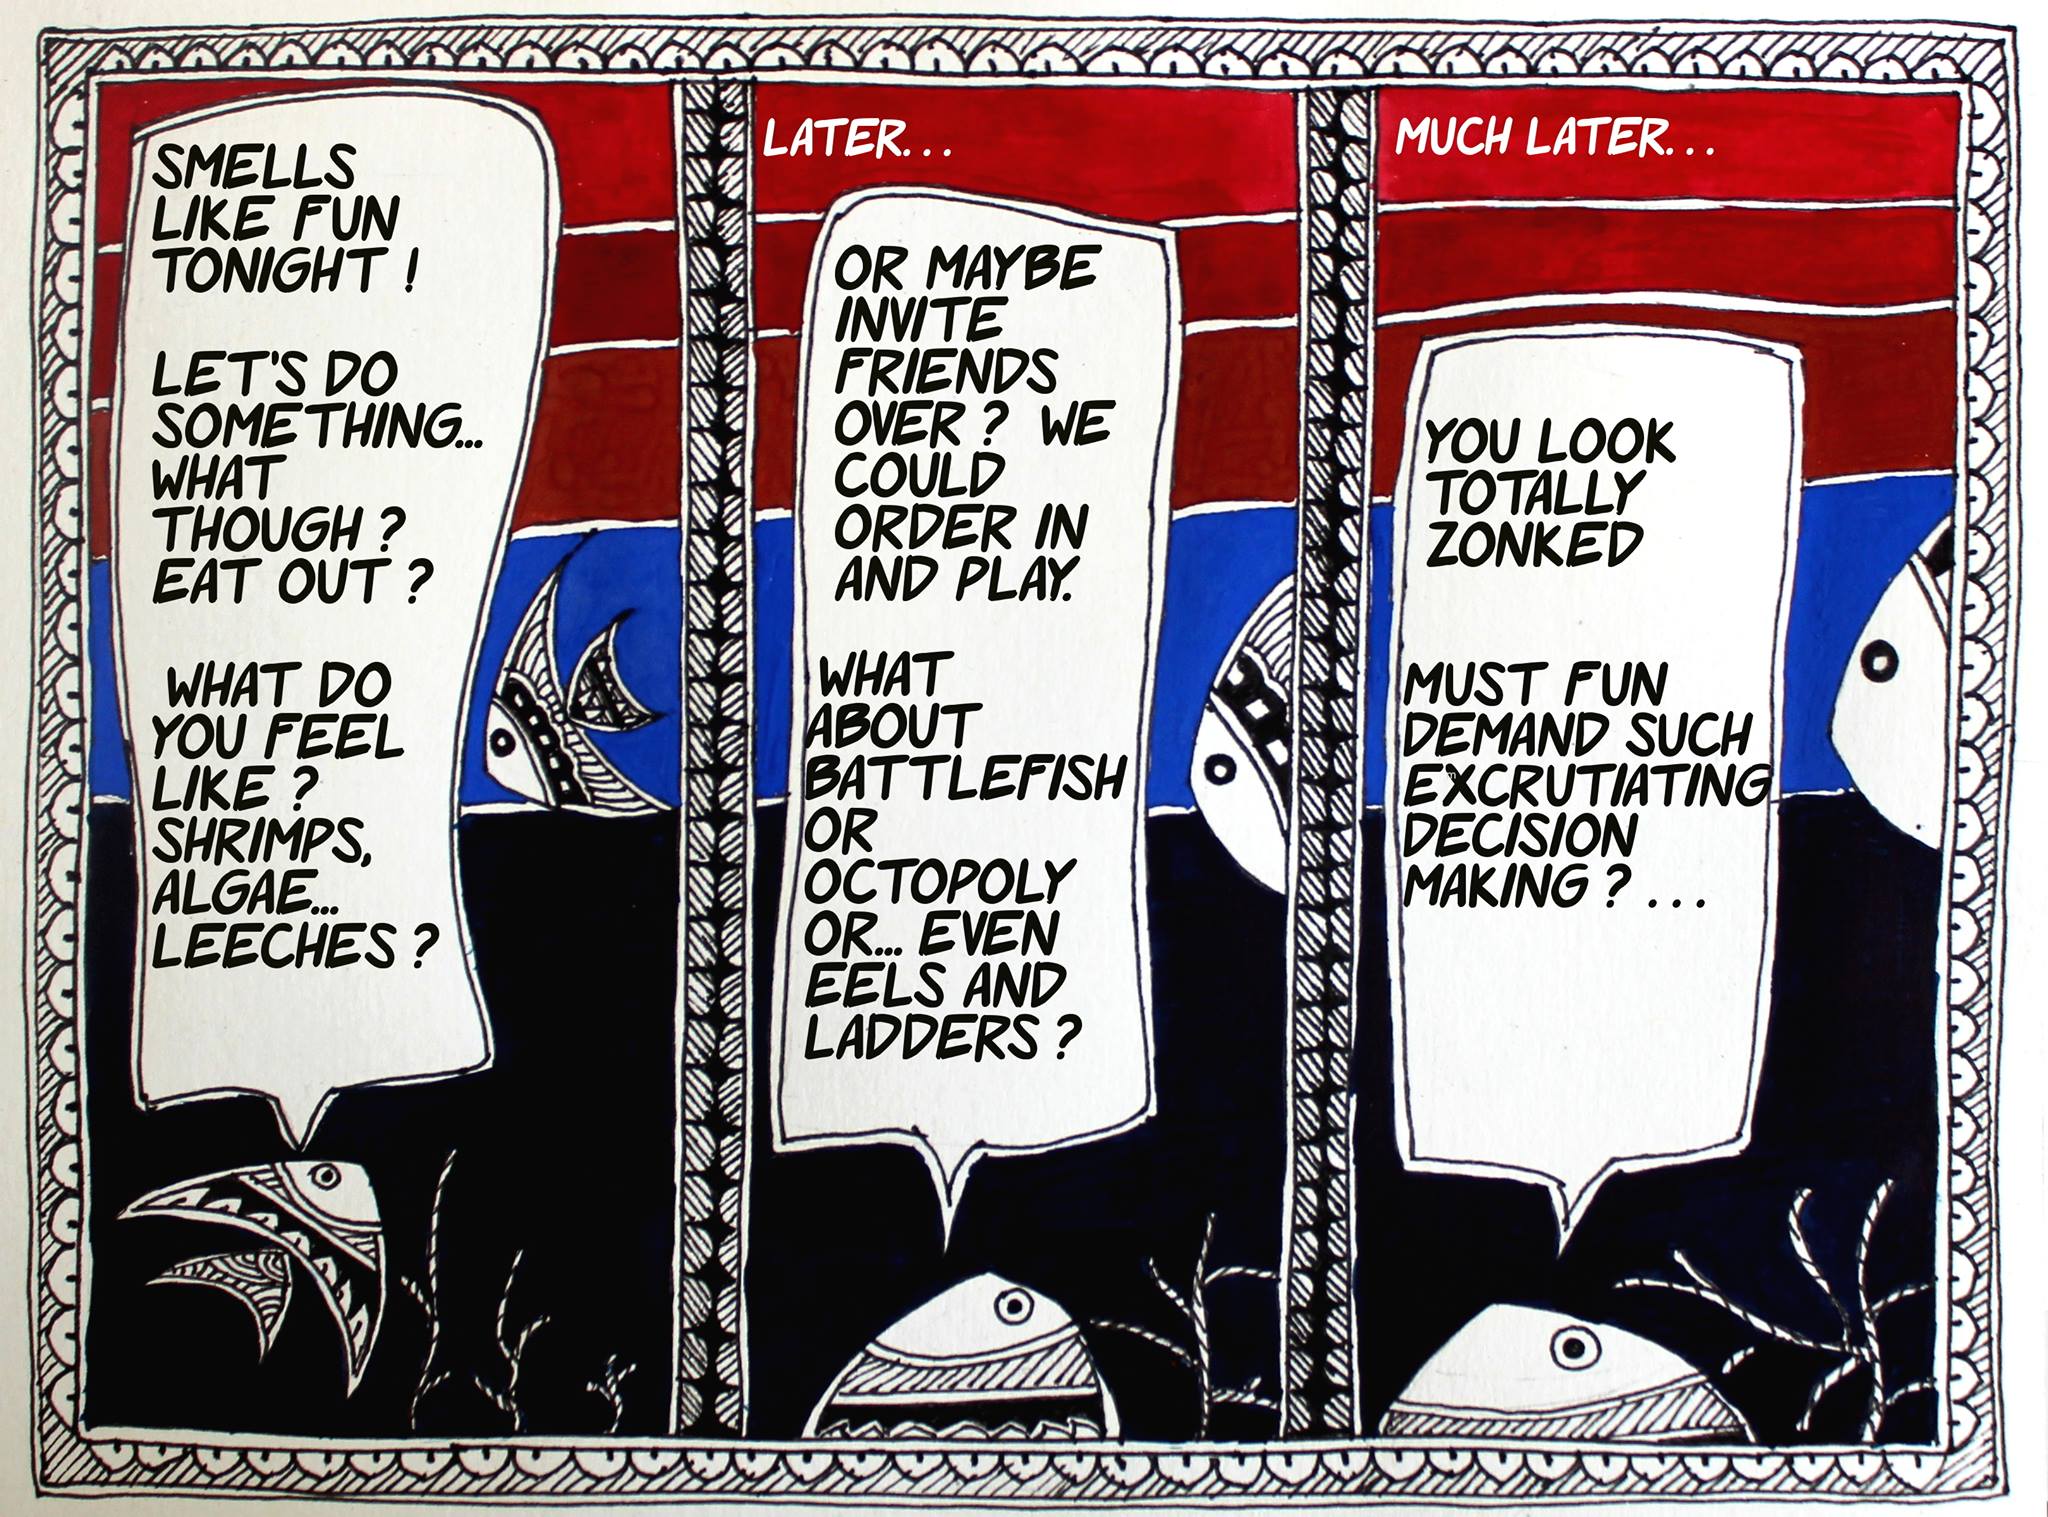 SMELLS
LIKE FUN
TONIGHT !
LET'S DO
SOMETHING...
WHAT
THOUGH ?
EAT OUT ?
WHAT DO
YOU FEEL
LIKE ?
SHRIMPS,
ALGAE...
LEECHES ?
LATER...
OR MAYBE
INVITE
FRIENDS
OVER ? WE
COULD
ORDER IN
AND PLAY.
WHAT
ABOUT
BATTLEFISH
OR
OCTOPOLY
OR... EVEN
EELS AND
LADDERS ?
MUCH LATER...
YOU LOOK
TOTALLY
ZONKED
MUST FUN
DEMAND SUCH
EXCRUTIATING
DECISION
MAKING ? ...